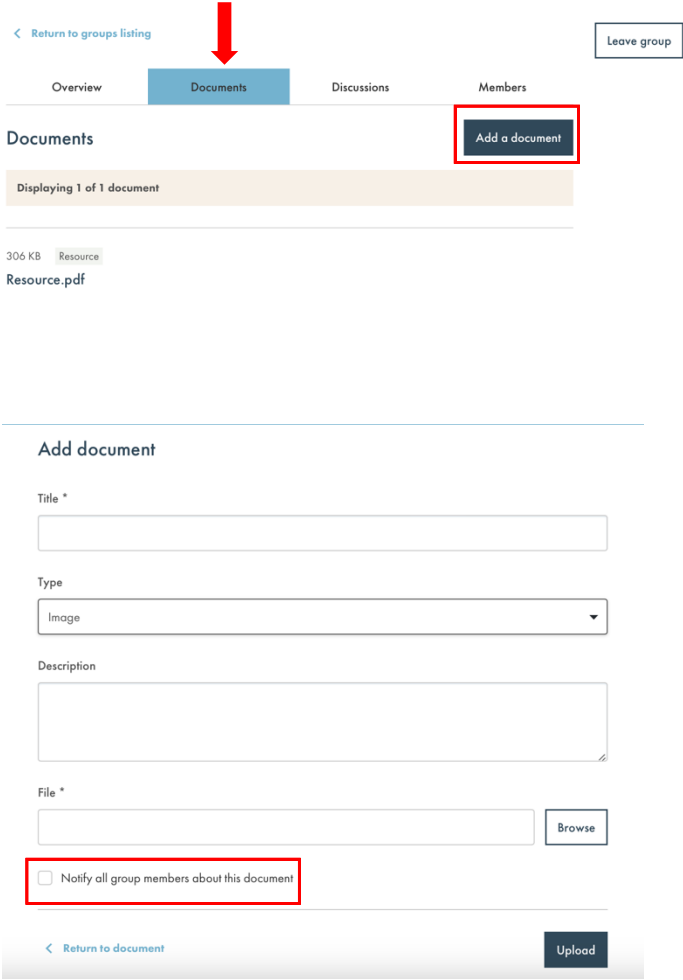 Return to groups listing
Leave group
Overview Documents Discussions Members
Documents
Add a document
Displaying 1 of 1 document
306 KB Resource
Resource.pdf
Add document
Title *
Type
Image
Description
File *
Browse
Notify all group members about this document
Return to document
Upload